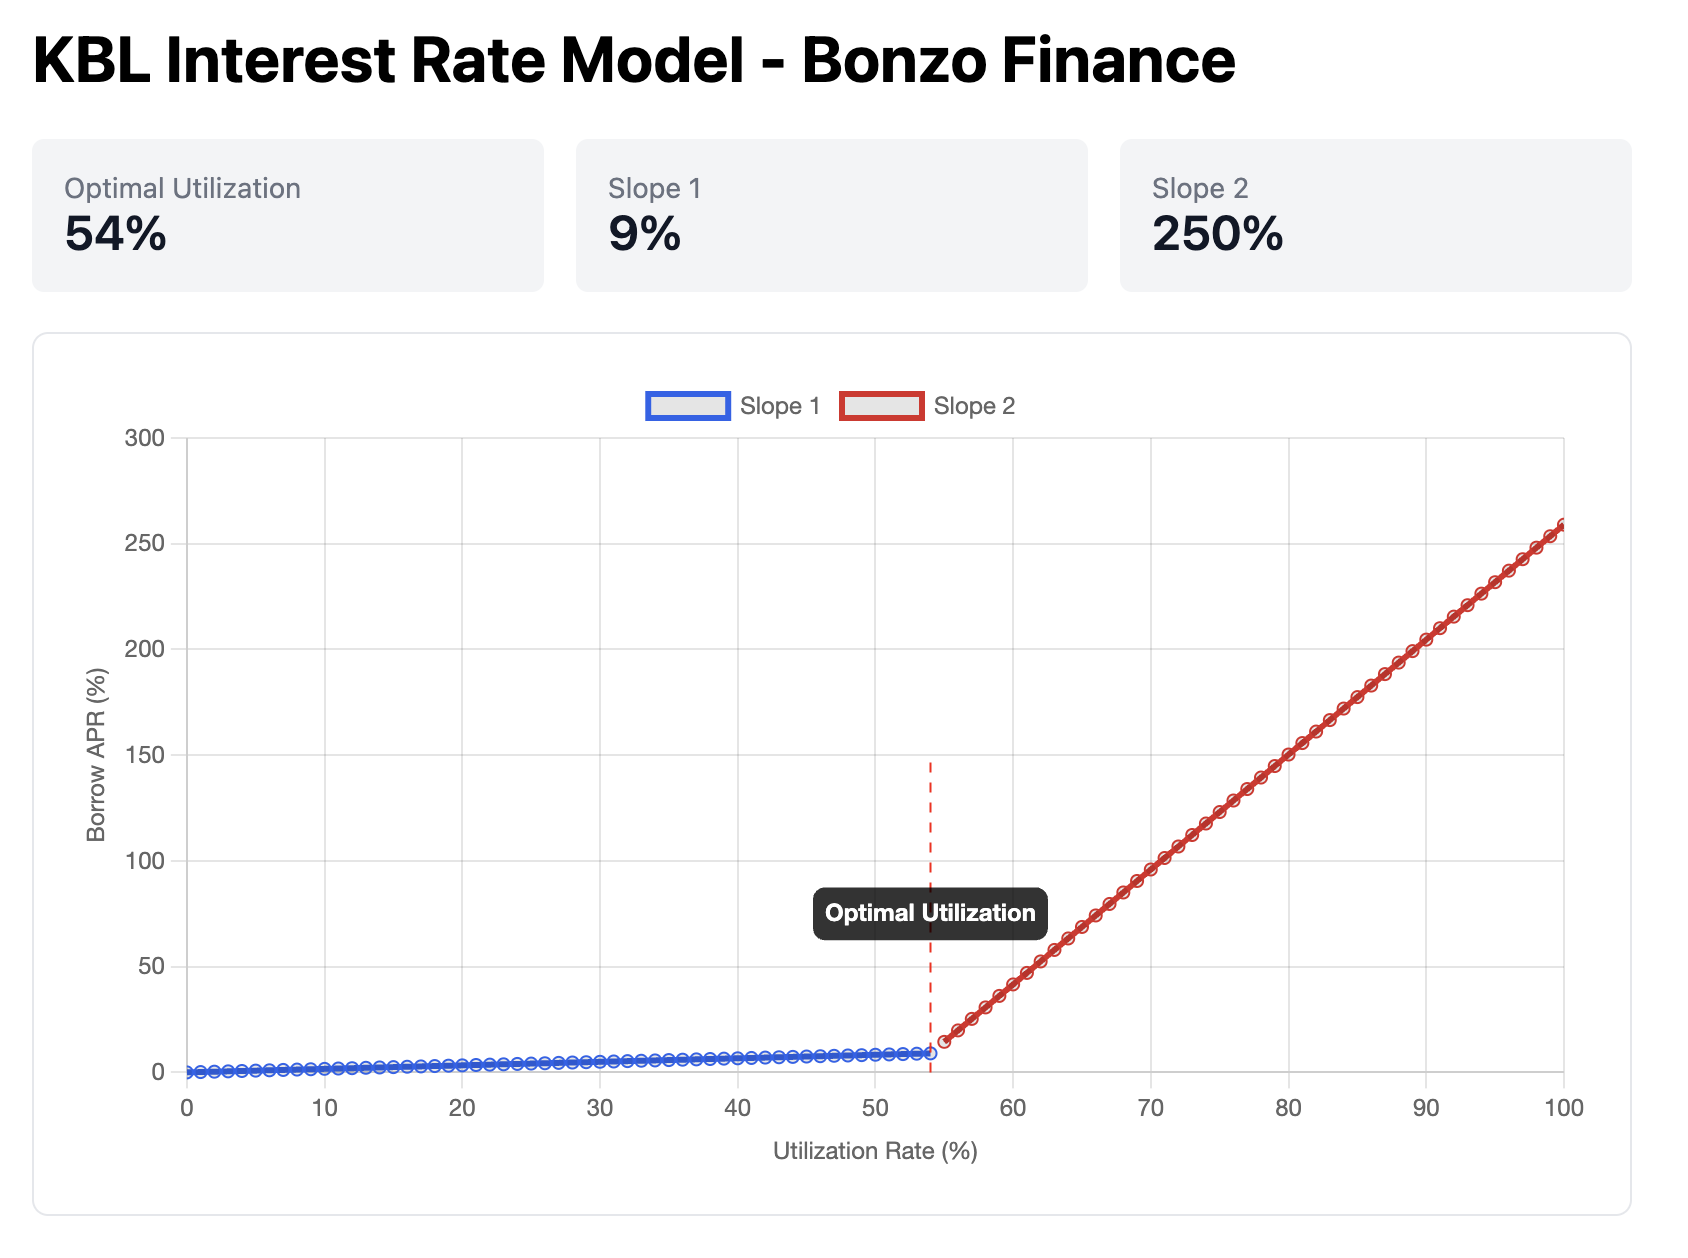 KBL Interest Rate Model - Bonzo Finance
Optimal Utilization
54%
Slope 1
9%
Slope 2
250%
Slope 1
Slope 2
300
250
200
150
100
50
0
Borrow APR (%)
Optimal Utilization
0 10 20 30 40 50 60 70 80 90 100
Utilization Rate (%)